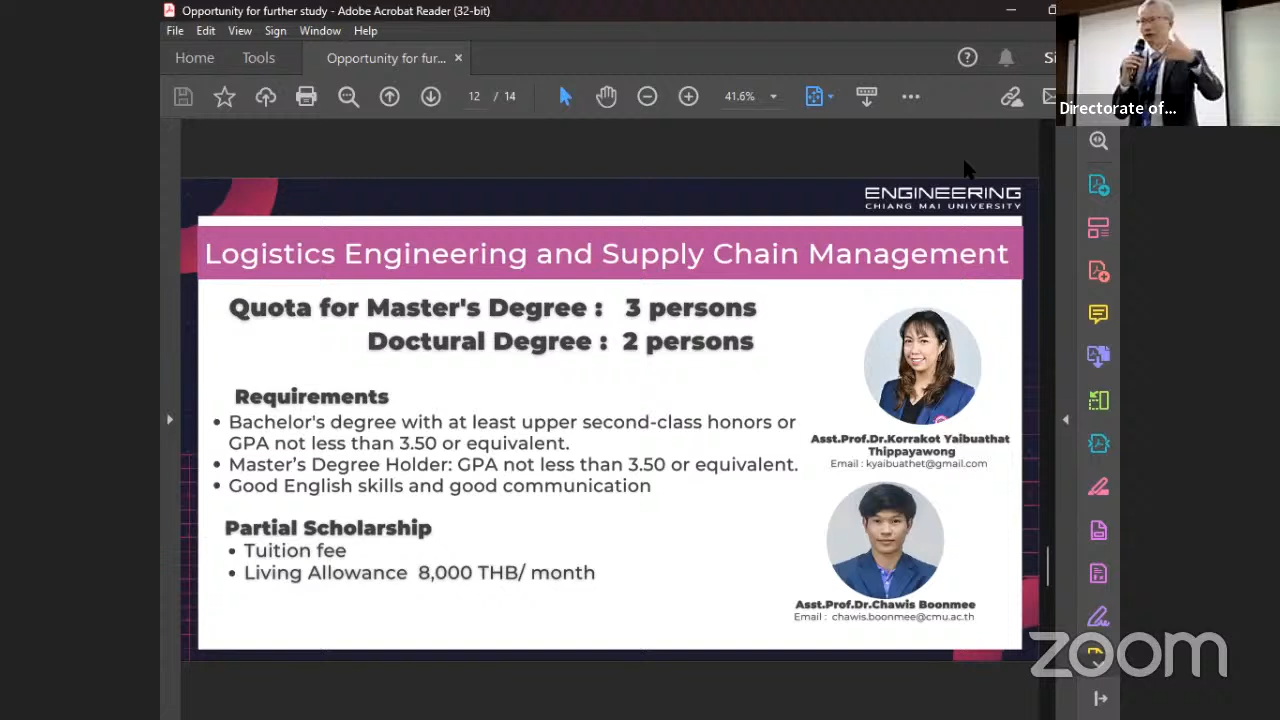 Opportunity for further study - Adobe Acrobat Reader (32-bit)
File Edit View Sign Window Help
Home Tools Opportunity for fur... ×
12 / 14 41.6%
Directorate of...
ENGINEERING
CHIANG MAI UNIVERSITY
Logistics Engineering and Supply Chain Management
Quota for Master's Degree : 3 persons
Doctural Degree : 2 persons
Requirements
• Bachelor's degree with at least upper second-class honors or
GPA not less than 3.50 or equivalent.
• Master's Degree Holder: GPA not less than 3.50 or equivalent.
• Good English skills and good communication
Partial Scholarship
• Tuition fee
• Living Allowance 8,000 THB/ month
Asst.Prof.Dr.Korrakot Yaibuathat
Thippayawong
Email : kyaibuathet@gmail.com
Asst.Prof.Dr.Chawis Boonmee
Email : chawis.boonmee@cmu.ac.th
zoom